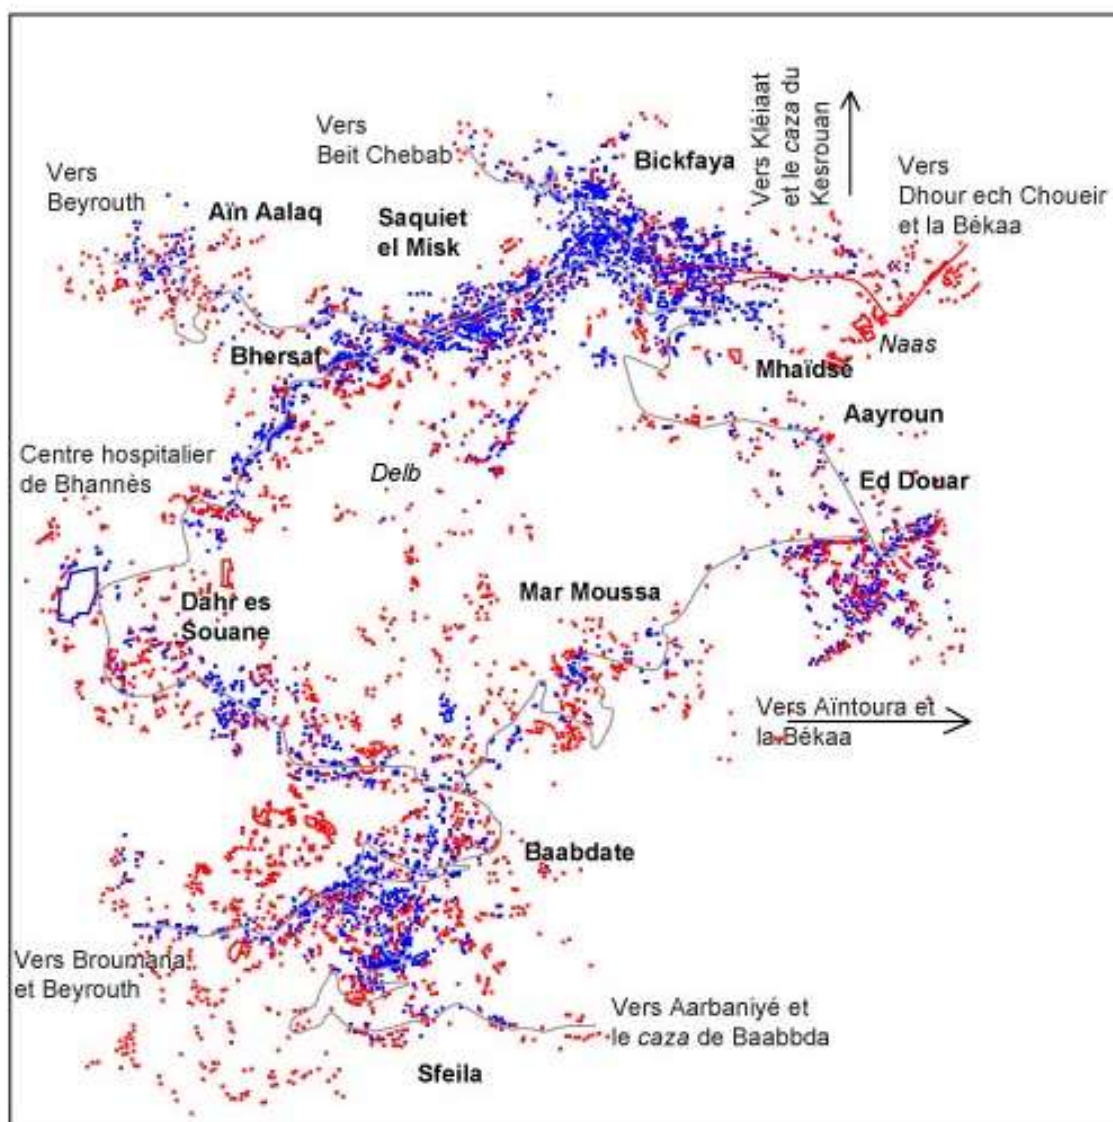 Vers
Beit Chebab
Bickfaya
Vers Kléiaat
et le caza du
Kesrouan
Vers
Dhour ech Choueir
et la Békaa
Vers
Beyrouth
Aïn Aalaq
Saquiet
el Misk
Bhersaf
Naas
Mhaïdsé
Aayroun
Centre hospitalier
de Bhannès
Delb
Ed Douar
Dahr es
Souane
Mar Moussa
Vers Aïntoura et
la Békaa
Baabdate
Vers Broumana
et Beyrouth
Vers Aarbaniyé et
le caza de Baabbda
Sfeila